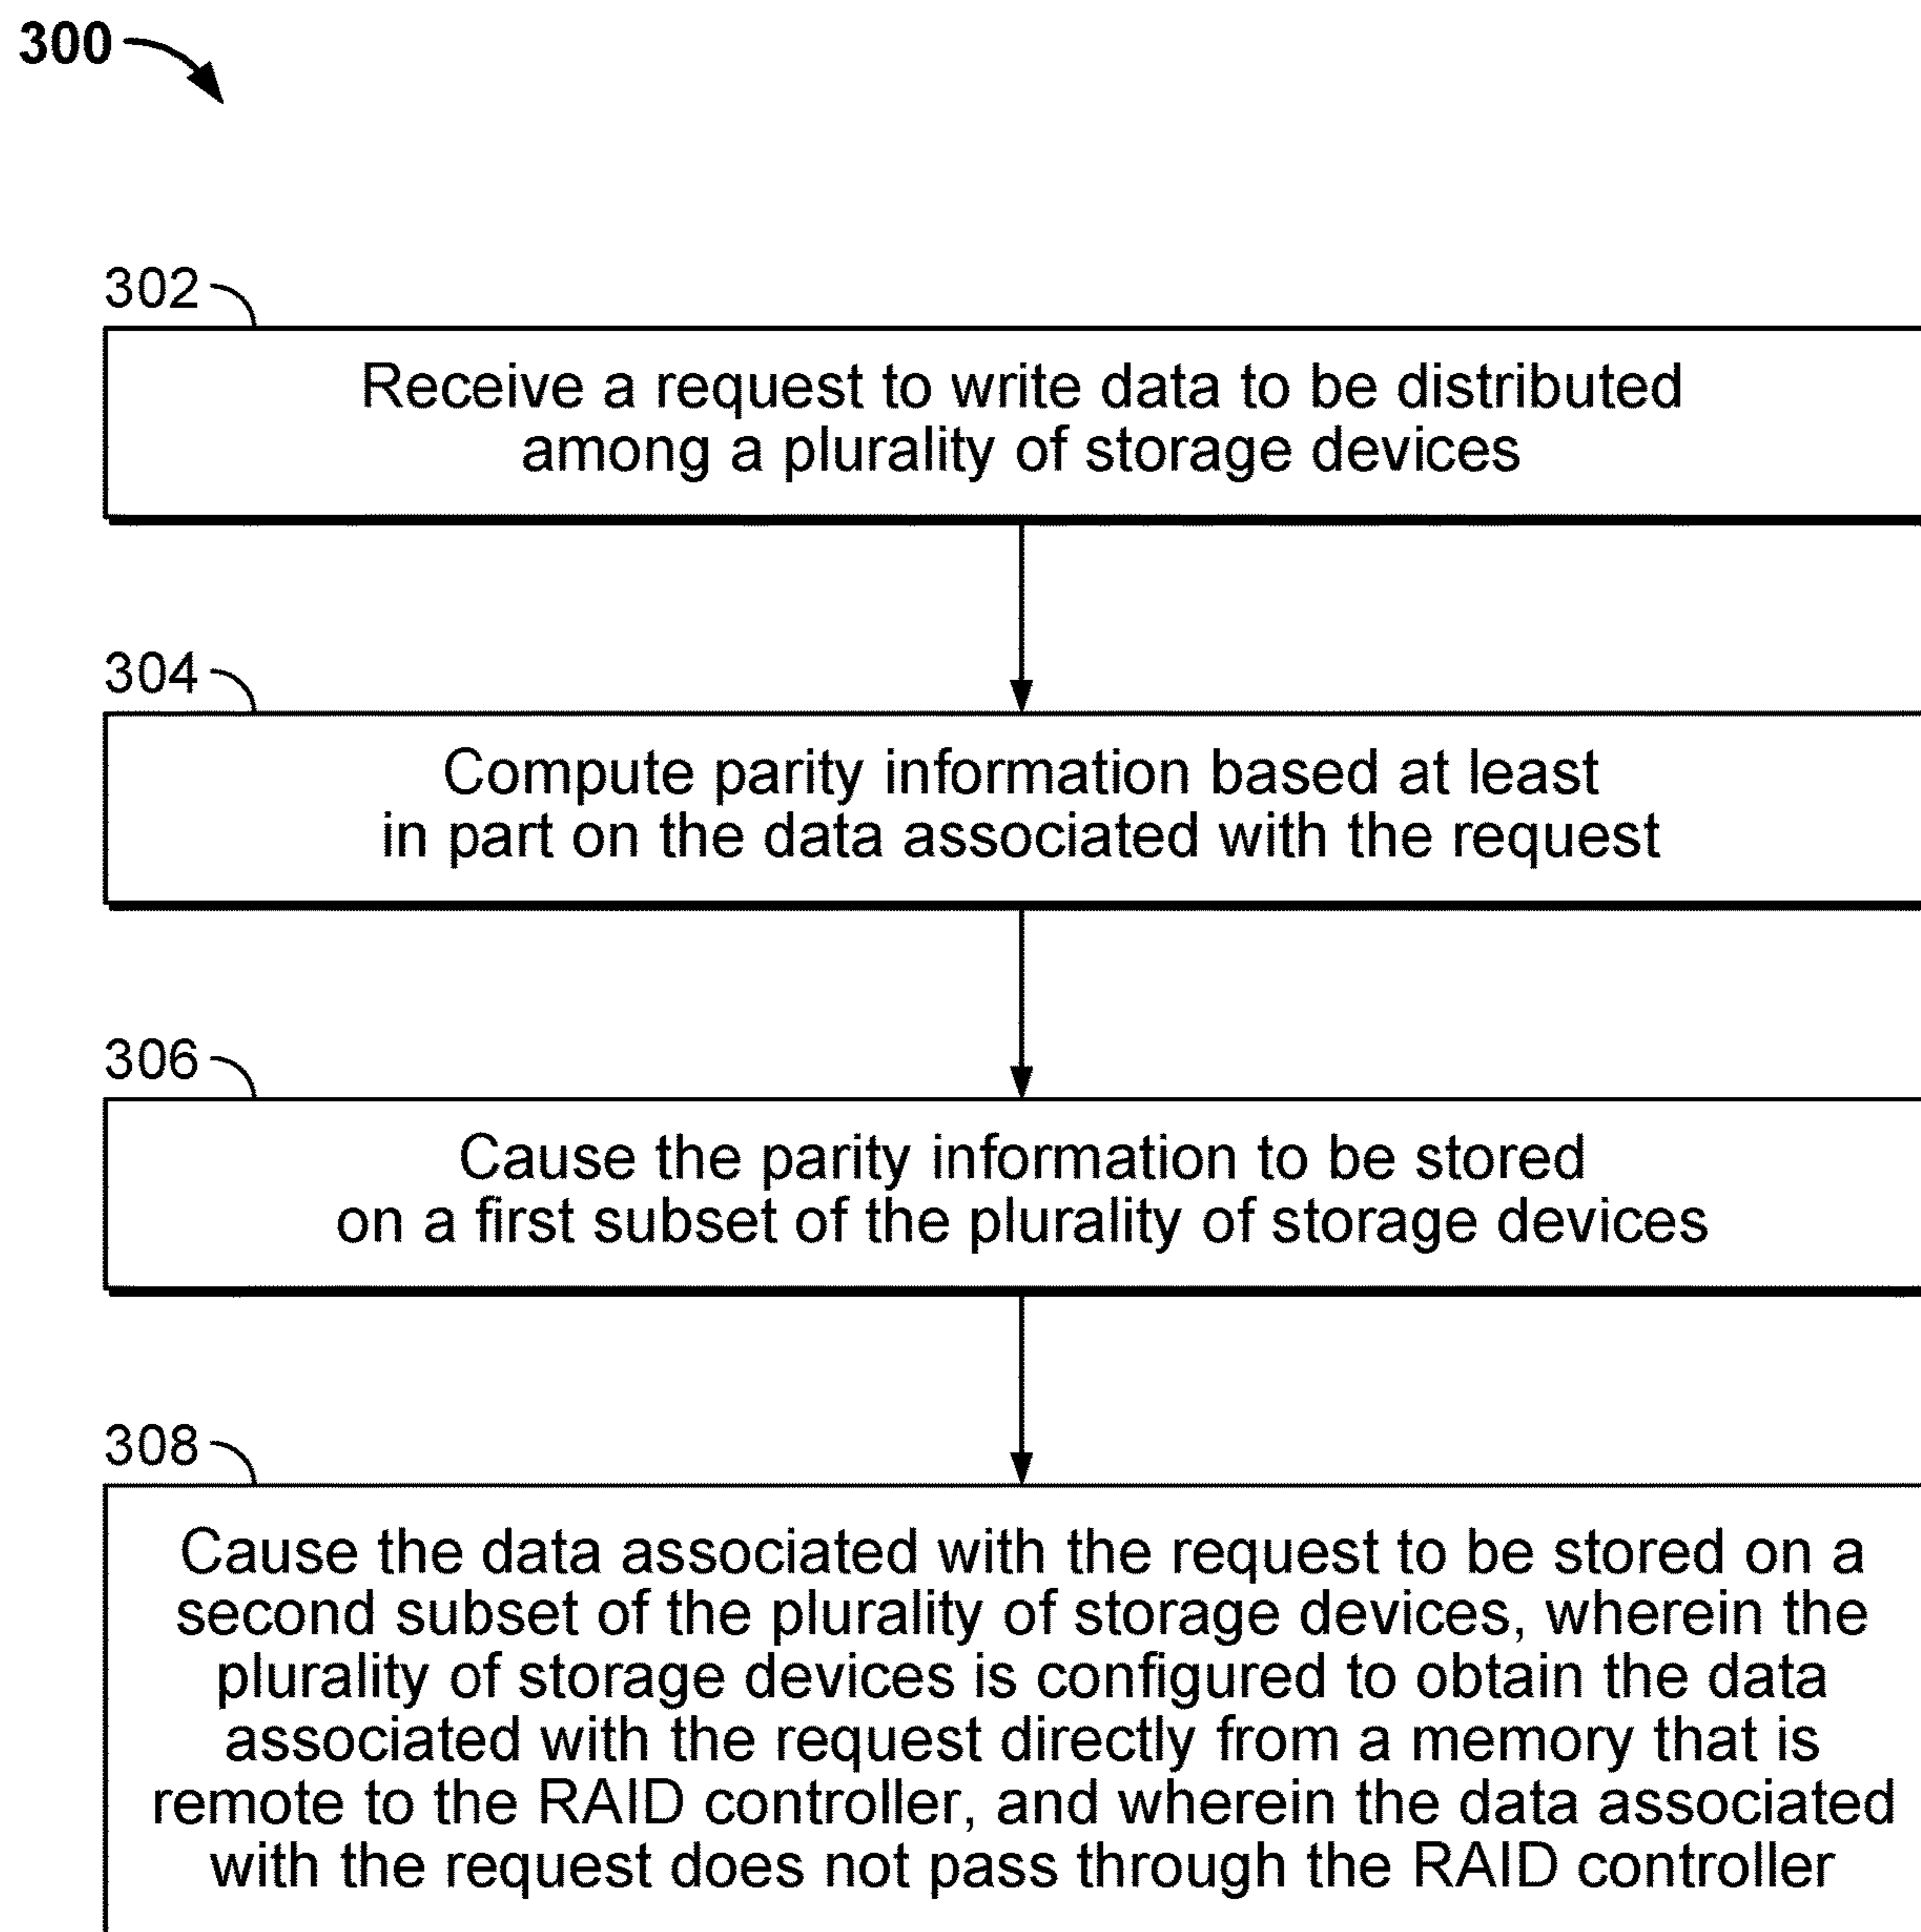 300
302
Receive a request to write data to be distributed
among a plurality of storage devices
304
Compute parity information based at least
in part on the data associated with the request
306
Cause the parity information to be stored
on a first subset of the plurality of storage devices
308
Cause the data associated with the request to be stored on a
second subset of the plurality of storage devices, wherein the
plurality of storage devices is configured to obtain the data
associated with the request directly from a memory that is
remote to the RAID controller, and wherein the data associated
with the request does not pass through the RAID controller